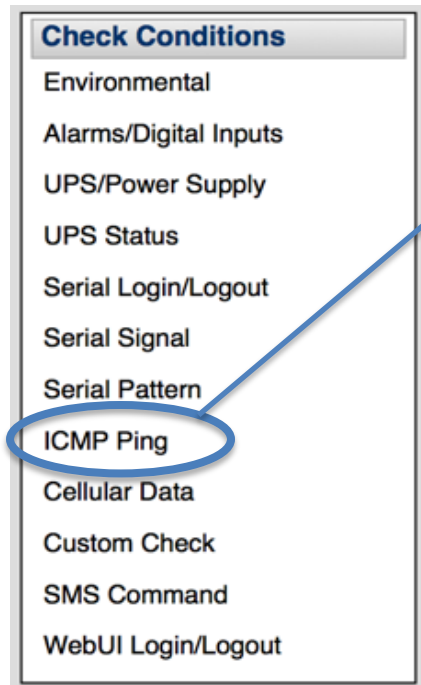 Check Conditions
Environmental
Alarms/Digital Inputs
UPS/Power Supply
UPS Status
Serial Login/Logout
Serial Signal
Serial Pattern
ICMP Ping
Cellular Data
Custom Check
SMS Command
WebUI Login/Logout